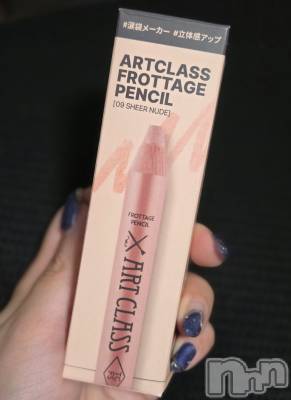 #涙袋メーカー #立体感アップ
ARTCLASS
FROTTAGE
PENCIL
[09 SHEER NUDE]
FROTTAGE
PENCIL
ART CLASS